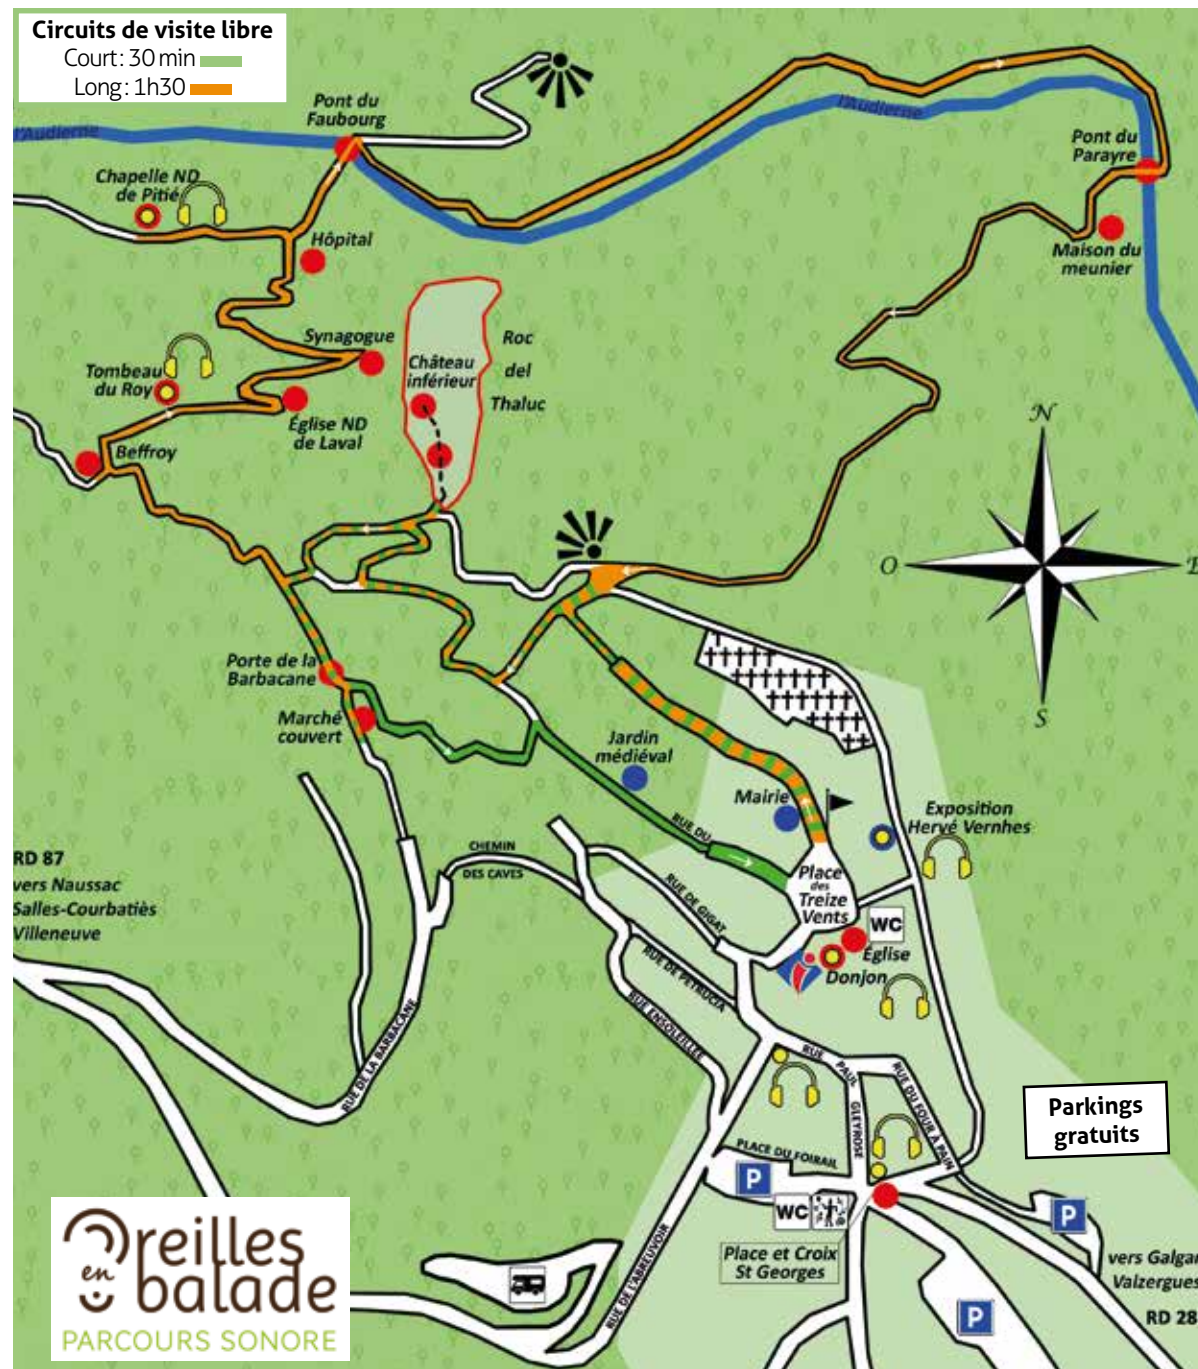 Circuits de visite libre
Court: 30 min
Long: 1h30
Pont du
Faubourg
l'Audierne
l'Audierne
Pont du
Parayre
Chapelle ND
de Pitié
Hôpital
Maison du
meunier
Synagogue
Roc
del
Thaluc
Château
inférieur
Tombeau
du Roy
Église ND
de Laval
Beffroy
N
O
E
S
Porte de la
Barbacane
Marché
couvert
Jardin
médiéval
Mairie
Exposition
Hervé Vernhes
RUE DU
CHEMIN
DES CAVES
RD 87
vers Naussac
Salles-Courbatiès
Villeneuve
Place
des
Treize
Vents
RUE DE GIGAT
WC
Église
Donjon
RUE DE PETRUCIA
RUE ENSOLEILLEE
RUE DE LA BARBACANE
RUE PAUL GLEYROSE
RUE DU FOUR À PAIN
Parkings
gratuits
PLACE DU FOIRAIL
P
WC
P
Place et Croix
St Georges
RUE DE L'ABREUVOIR
vers Galgan
Valzergues
RD 28
P
Oreilles
en
balade
PARCOURS SONORE